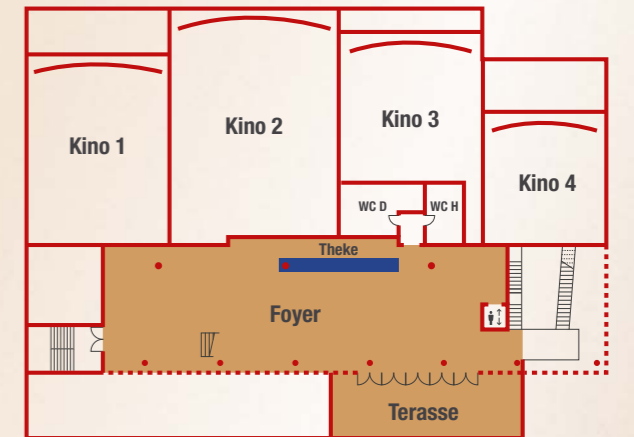 Kino 1
Kino 2
Kino 3
Kino 4
WC D
WC H
Theke
Foyer
Terasse